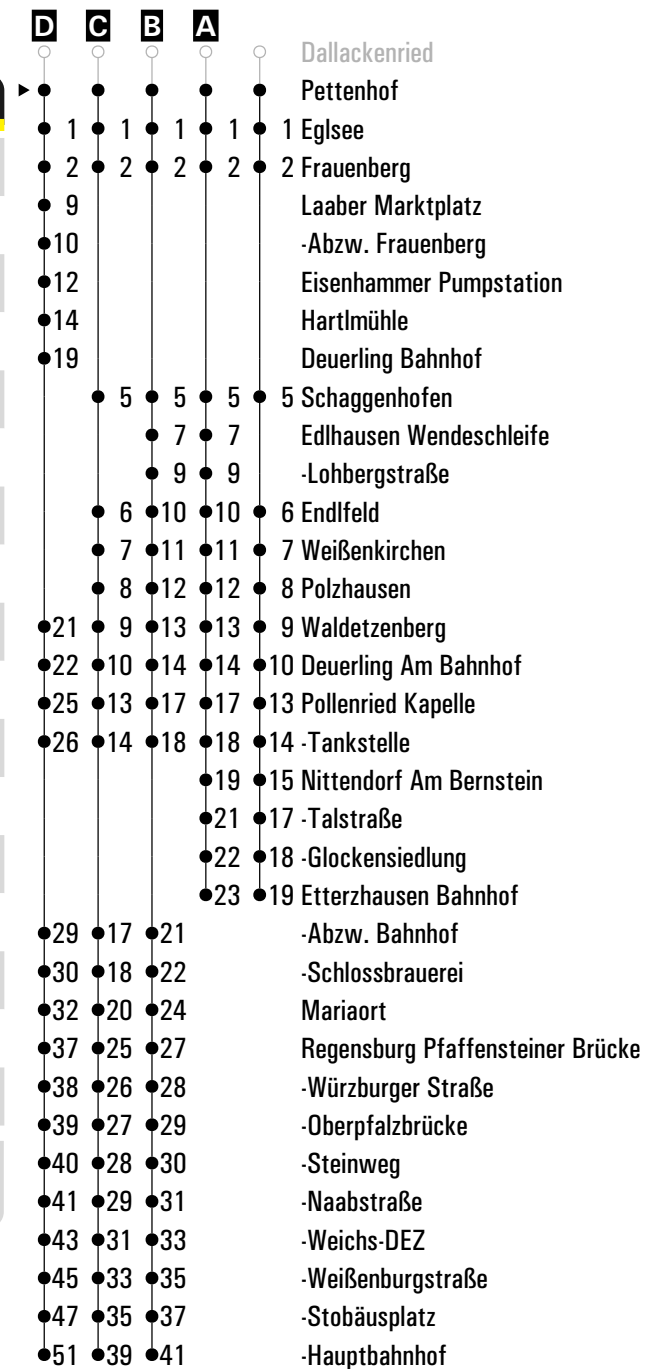 D C B A
Dallackenried
Pettenhof
1 1 1 1 1 Eglsee
2 2 2 2 2 Frauenberg
9 Laaber Marktplatz
10 -Abzw. Frauenberg
12 Eisenhammer Pumpstation
14 Hartlmühle
19 Deuerling Bahnhof
5 5 5 5 Schaggenhofen
7 7 Edlhausen Wendeschleife
9 9 -Lohbergstraße
6 10 10 6 Endlfeld
7 11 11 7 Weißenkirchen
8 12 12 8 Polzhausen
21 9 13 13 9 Waldetzenberg
22 10 14 14 10 Deuerling Am Bahnhof
25 13 17 17 13 Pollenried Kapelle
26 14 18 18 14 -Tankstelle
19 15 Nittendorf Am Bernstein
21 17 -Talstraße
22 18 -Glockensiedlung
23 19 Etterzhausen Bahnhof
29 17 21 -Abzw. Bahnhof
30 18 22 -Schlossbrauerei
32 20 24 Mariaort
37 25 27 Regensburg Pfaffensteiner Brücke
38 26 28 -Würzburger Straße
39 27 29 -Oberpfalzbrücke
40 28 30 -Steinweg
41 29 31 -Naabstraße
43 31 33 -Weichs-DEZ
45 33 35 -Weißenburgstraße
47 35 37 -Stobäusplatz
51 39 41 -Hauptbahnhof